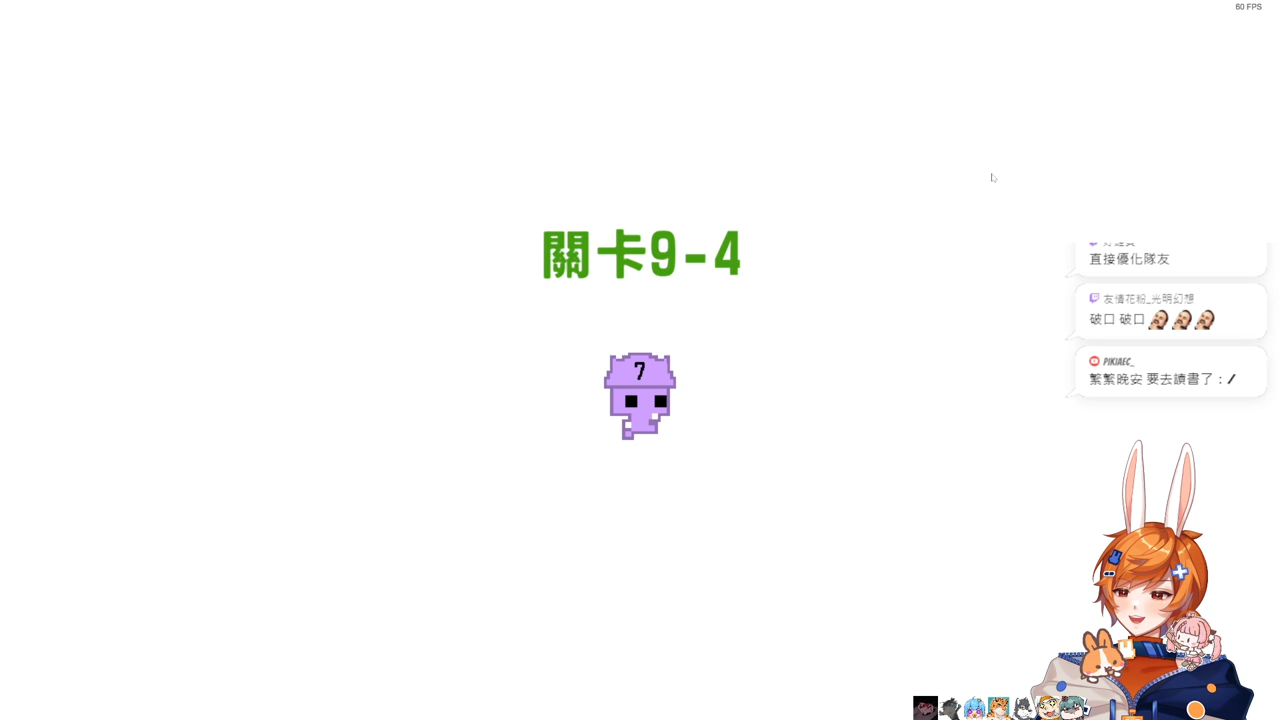 60 FPS
關卡9-4
7
直接優化隊友
友情花粉_光明幻想
破口 破口
PIKIAEC_
繁繁晚安 要去讀書了：/